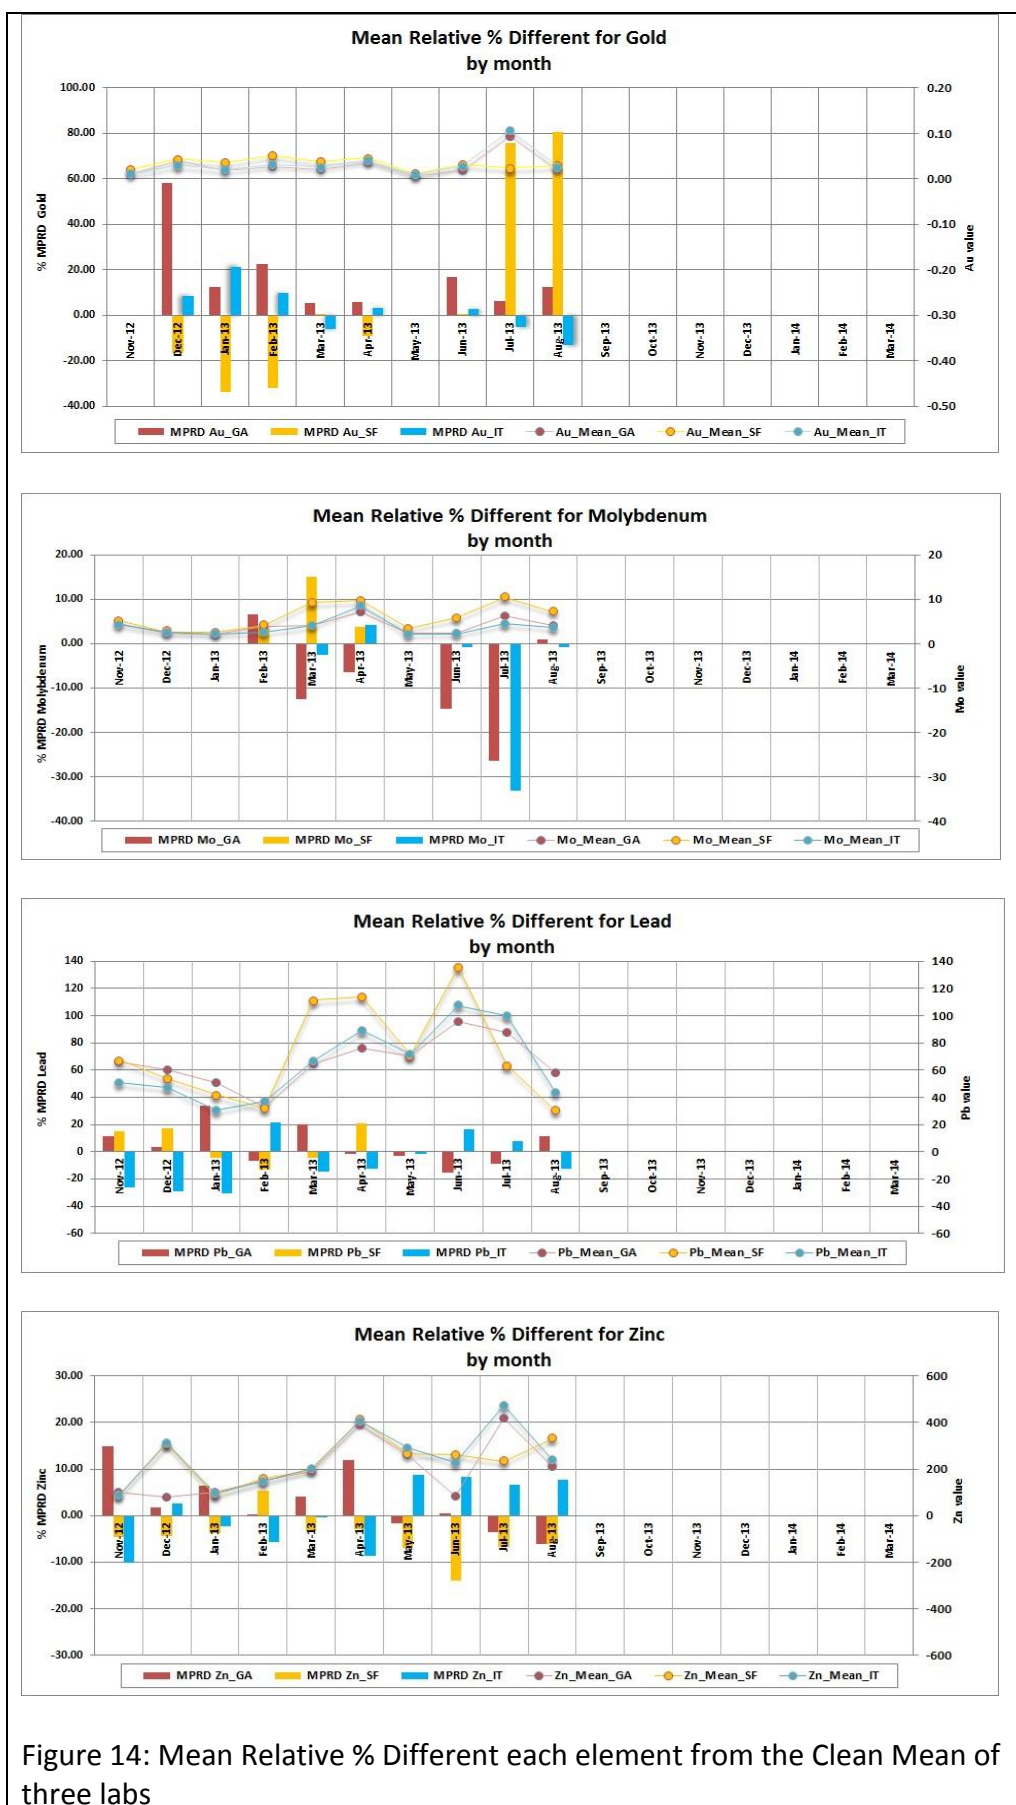 Mean Relative % Different for Gold
by month
100.00
80.00
60.00
40.00
20.00
0.00
-20.00
-40.00
% MPRD Gold
0.20
0.10
0.00
-0.10
-0.20
-0.30
-0.40
-0.50
Au value
Nov-12 Dec-12 Jan-13 Feb-13 Mar-13 Apr-13 May-13 Jun-13 Jul-13 Aug-13 Sep-13 Oct-13 Nov-13 Dec-13 Jan-14 Feb-14 Mar-14
MPRD Au_GA MPRD Au_SF MPRD Au_IT Au_Mean_GA Au_Mean_SF Au_Mean_IT
Mean Relative % Different for Molybdenum
by month
20.00
10.00
0.00
-10.00
-20.00
-30.00
-40.00
% MPRD Molybdenum
20
10
0
-10
-20
-30
-40
Mo value
Nov-12 Dec-12 Jan-13 Feb-13 Mar-13 Apr-13 May-13 Jun-13 Jul-13 Aug-13 Sep-13 Oct-13 Nov-13 Dec-13 Jan-14 Feb-14 Mar-14
MPRD Mo_GA MPRD Mo_SF MPRD Mo_IT Mo_Mean_GA Mo_Mean_SF Mo_Mean_IT
Mean Relative % Different for Lead
by month
140
120
100
80
60
40
20
0
-20
-40
-60
% MPRD Lead
140
120
100
80
60
40
20
0
-20
-40
-60
Pb value
Nov-12 Dec-12 Jan-13 Feb-13 Mar-13 Apr-13 May-13 Jun-13 Jul-13 Aug-13 Sep-13 Oct-13 Nov-13 Dec-13 Jan-14 Feb-14 Mar-14
MPRD Pb_GA MPRD Pb_SF MPRD Pb_IT Pb_Mean_GA Pb_Mean_SF Pb_Mean_IT
Mean Relative % Different for Zinc
by month
30.00
20.00
10.00
0.00
-10.00
-20.00
-30.00
% MPRD Zinc
600
400
200
0
-200
-400
-600
Zn value
Nov-12 Dec-12 Jan-13 Feb-13 Mar-13 Apr-13 May-13 Jun-13 Jul-13 Aug-13 Sep-13 Oct-13 Nov-13 Dec-13 Jan-14 Feb-14 Mar-14
MPRD Zn_GA MPRD Zn_SF MPRD Zn_IT Zn_Mean_GA Zn_Mean_SF Zn_Mean_IT
Figure 14: Mean Relative % Different each element from the Clean Mean of
three labs